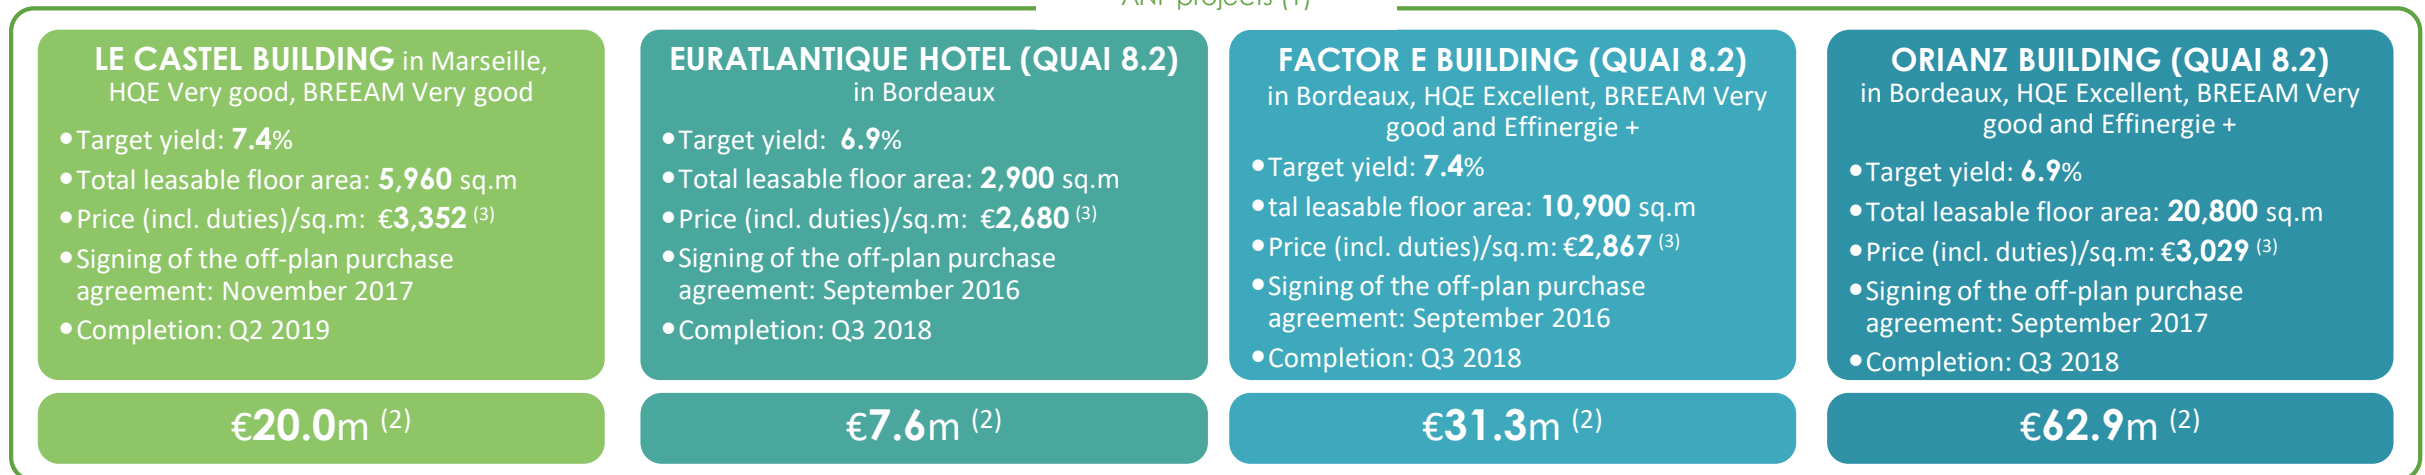 projects (1)
LE CASTEL BUILDING in Marseille,
HQE Very good, BREEAM Very good
•Target yield: 7.4%
•Total leasable floor area: 5,960 sq.m
•Price (incl. duties)/sq.m: €3,352 (3)
•Signing of the off-plan purchase
agreement: November 2017
•Completion: Q2 2019
€20.0m (2)
EURATLANTIQUE HOTEL (QUAI 8.2)
in Bordeaux
•Target yield: 6.9%
•Total leasable floor area: 2,900 sq.m
•Price (incl. duties)/sq.m: €2,680 (3)
•Signing of the off-plan purchase
agreement: September 2016
•Completion: Q3 2018
€7.6m (2)
FACTOR E BUILDING (QUAI 8.2)
in Bordeaux, HQE Excellent, BREEAM Very
good and Effinergie +
•Target yield: 7.4%
•tal leasable floor area: 10,900 sq.m
•Price (incl. duties)/sq.m: €2,867 (3)
•Signing of the off-plan purchase
agreement: September 2016
•Completion: Q3 2018
€31.3m (2)
ORIANZ BUILDING (QUAI 8.2)
in Bordeaux, HQE Excellent, BREEAM Very
good and Effinergie +
•Target yield: 6.9%
•Total leasable floor area: 20,800 sq.m
•Price (incl. duties)/sq.m: €3,029 (3)
•Signing of the off-plan purchase
agreement: September 2017
•Completion: Q3 2018
€62.9m (2)